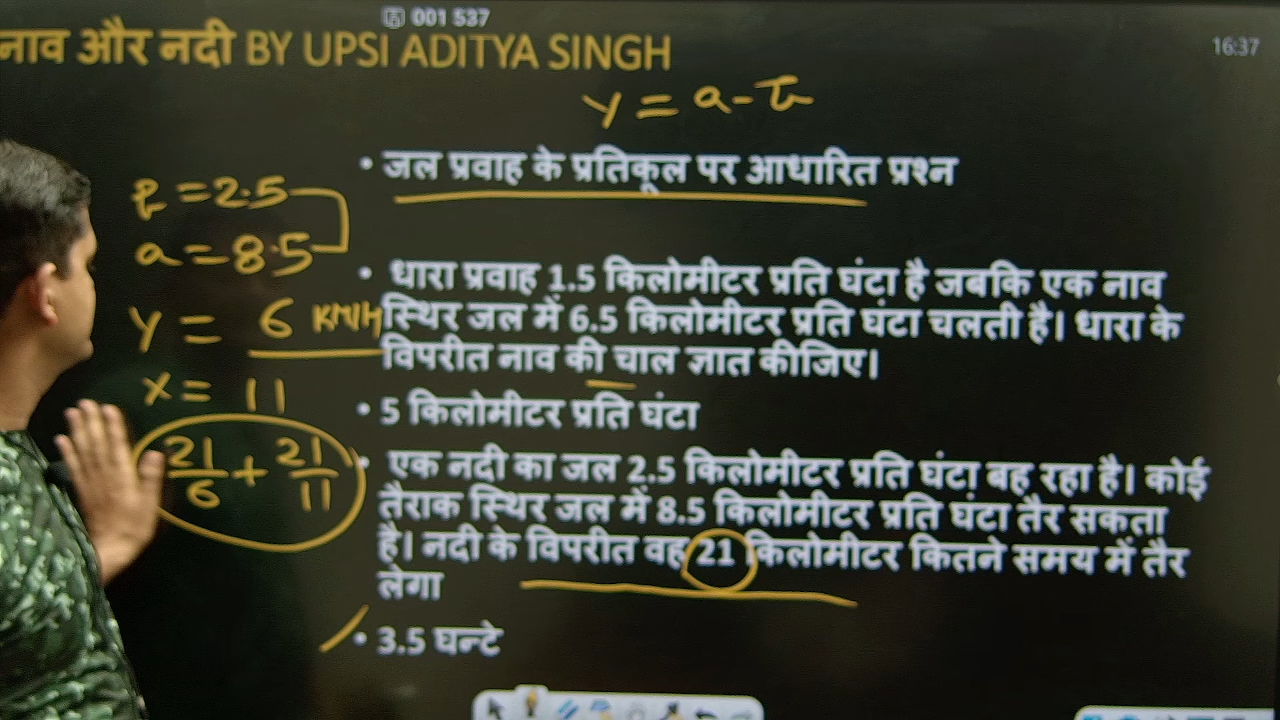 001 537
16:37
नाव और नदी BY UPSI ADITYA SINGH
y = a - b
• जल प्रवाह के प्रतिकूल पर आधारित प्रश्न
= 2.5
a = 8.5
y = 6 KM/H
x = 11
21/6 + 21/11
• धारा प्रवाह 1.5 किलोमीटर प्रति घंटा है जबकि एक नाव
स्थिर जल में 6.5 किलोमीटर प्रति घंटा चलती है। धारा के
विपरीत नाव की चाल ज्ञात कीजिए।
• 5 किलोमीटर प्रति घंटा
• एक नदी का जल 2.5 किलोमीटर प्रति घंटा बह रहा है। कोई
तैराक स्थिर जल में 8.5 किलोमीटर प्रति घंटा तैर सकता
है। नदी के विपरीत वह 21 किलोमीटर कितने समय में तैर
लेगा
• 3.5 घन्टे